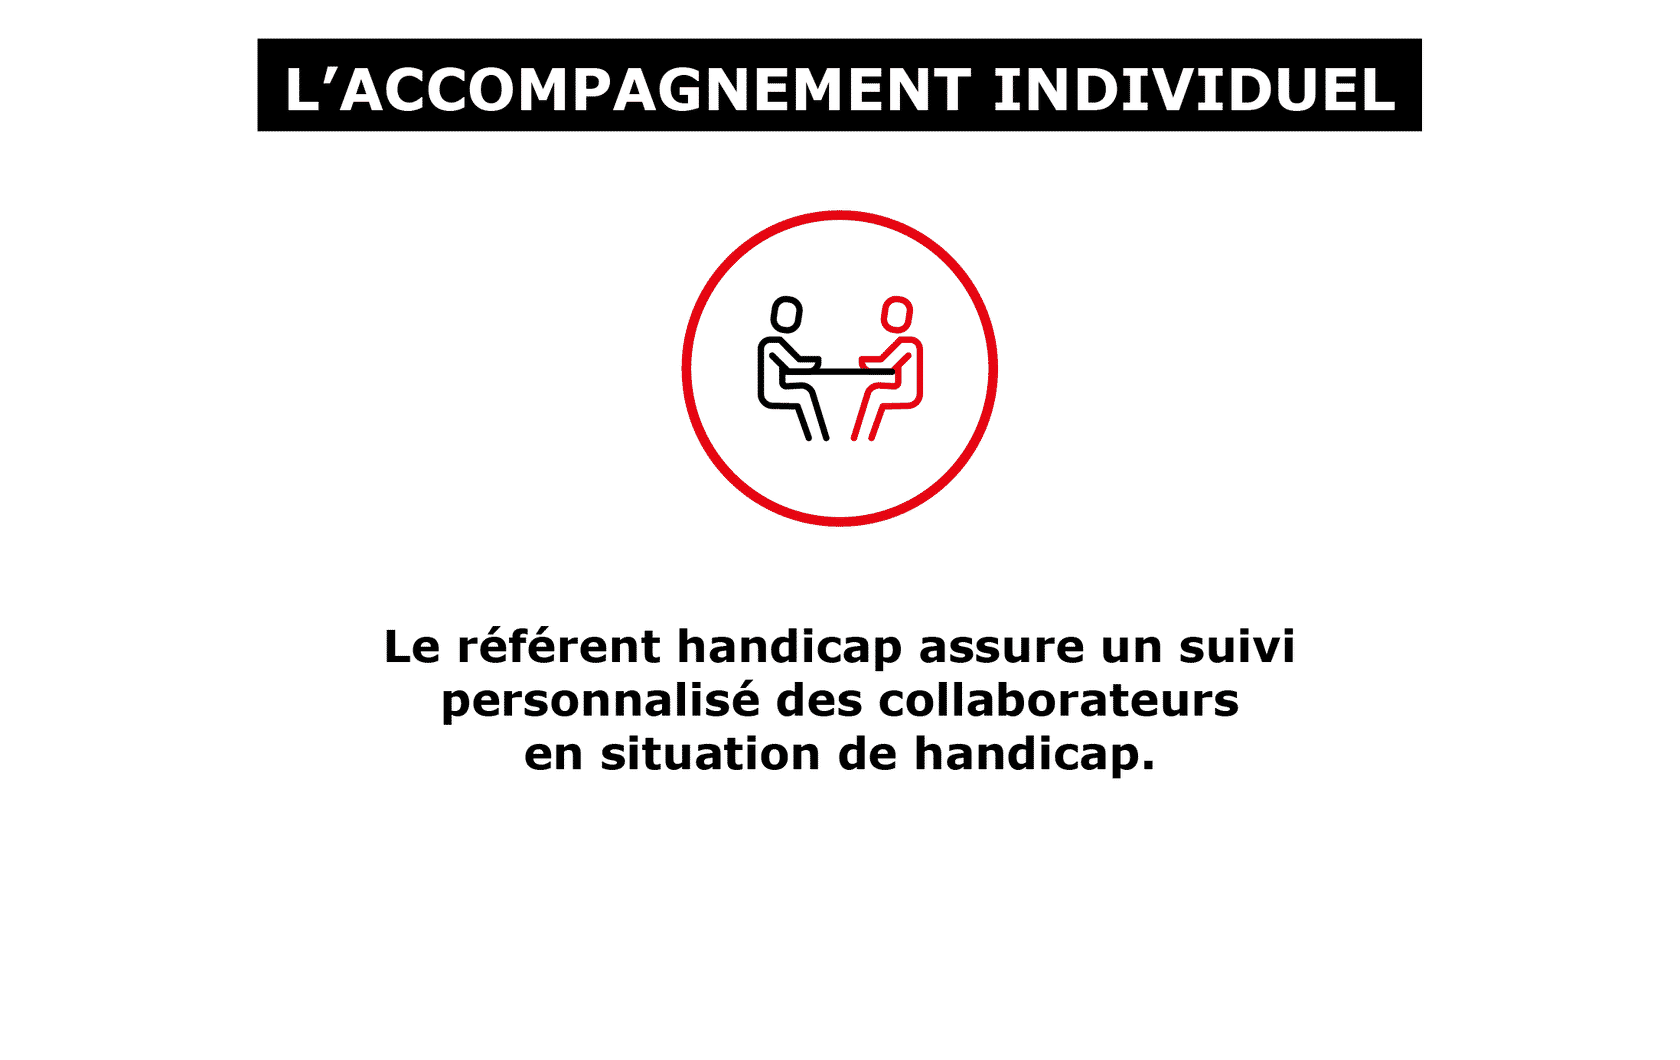 L’ACCOMPAGNEMENT INDIVIDUEL
Le référent handicap assure un suivi
personnalisé des collaborateurs
en situation de handicap.